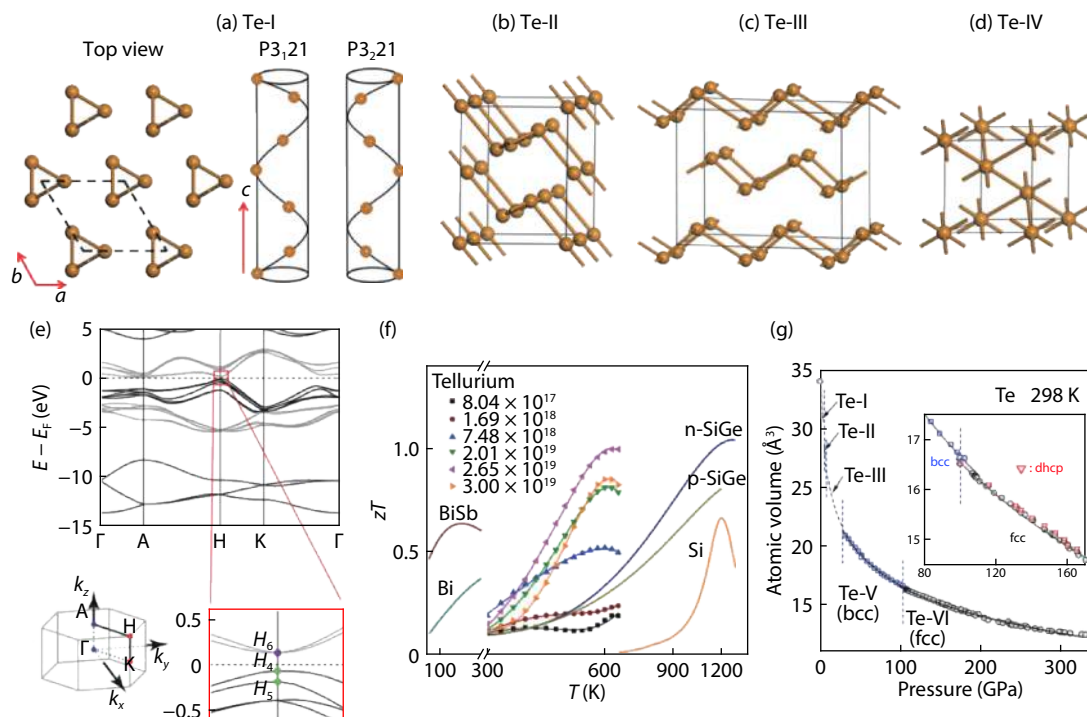 (a) Te-I
(b) Te-II
(c) Te-III
(d) Te-IV
Top view
P3₁21
P3₂21
c
b
a
(e)
E − E_F (eV)
5
0
−5
−10
−15
Γ A H K Γ
k_z
A
H
Γ
k_y
K
k_x
0.5
0
−0.5
H₆
H₄
H₅
(f)
zT
1.0
0.5
0
Tellurium
8.04 × 10¹⁷
1.69 × 10¹⁸
7.48 × 10¹⁸
2.01 × 10¹⁹
2.65 × 10¹⁹
3.00 × 10¹⁹
n-SiGe
p-SiGe
BiSb
Si
Bi
100 300 600 900 1200
T (K)
(g)
Atomic volume (Å³)
35
30
25
20
15
Te-I
Te-II
Te-III
Te-V
(bcc)
Te-VI
(fcc)
0 100 200 300
Pressure (GPa)
Te 298 K
17
16
15
bcc
: dhcp
fcc
80 120 160